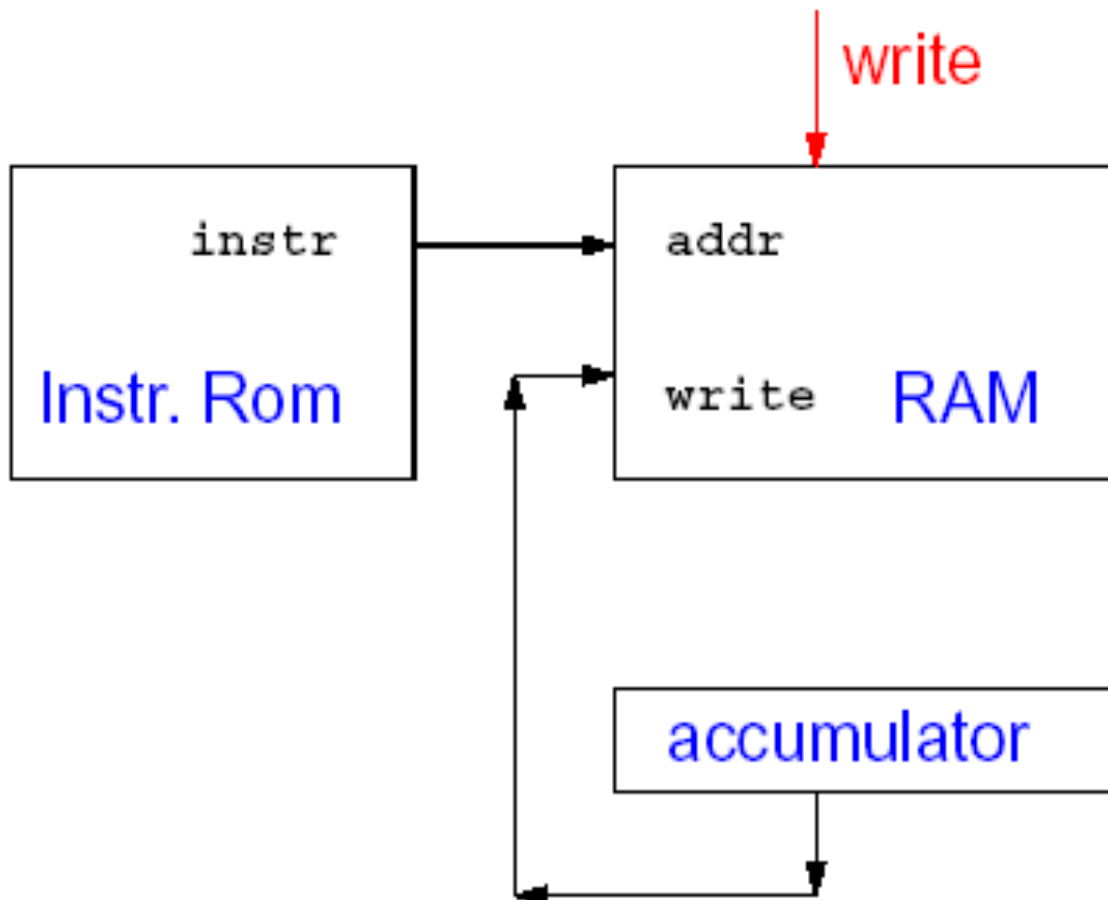 write
instr
addr
Instr. Rom
write
RAM
accumulator